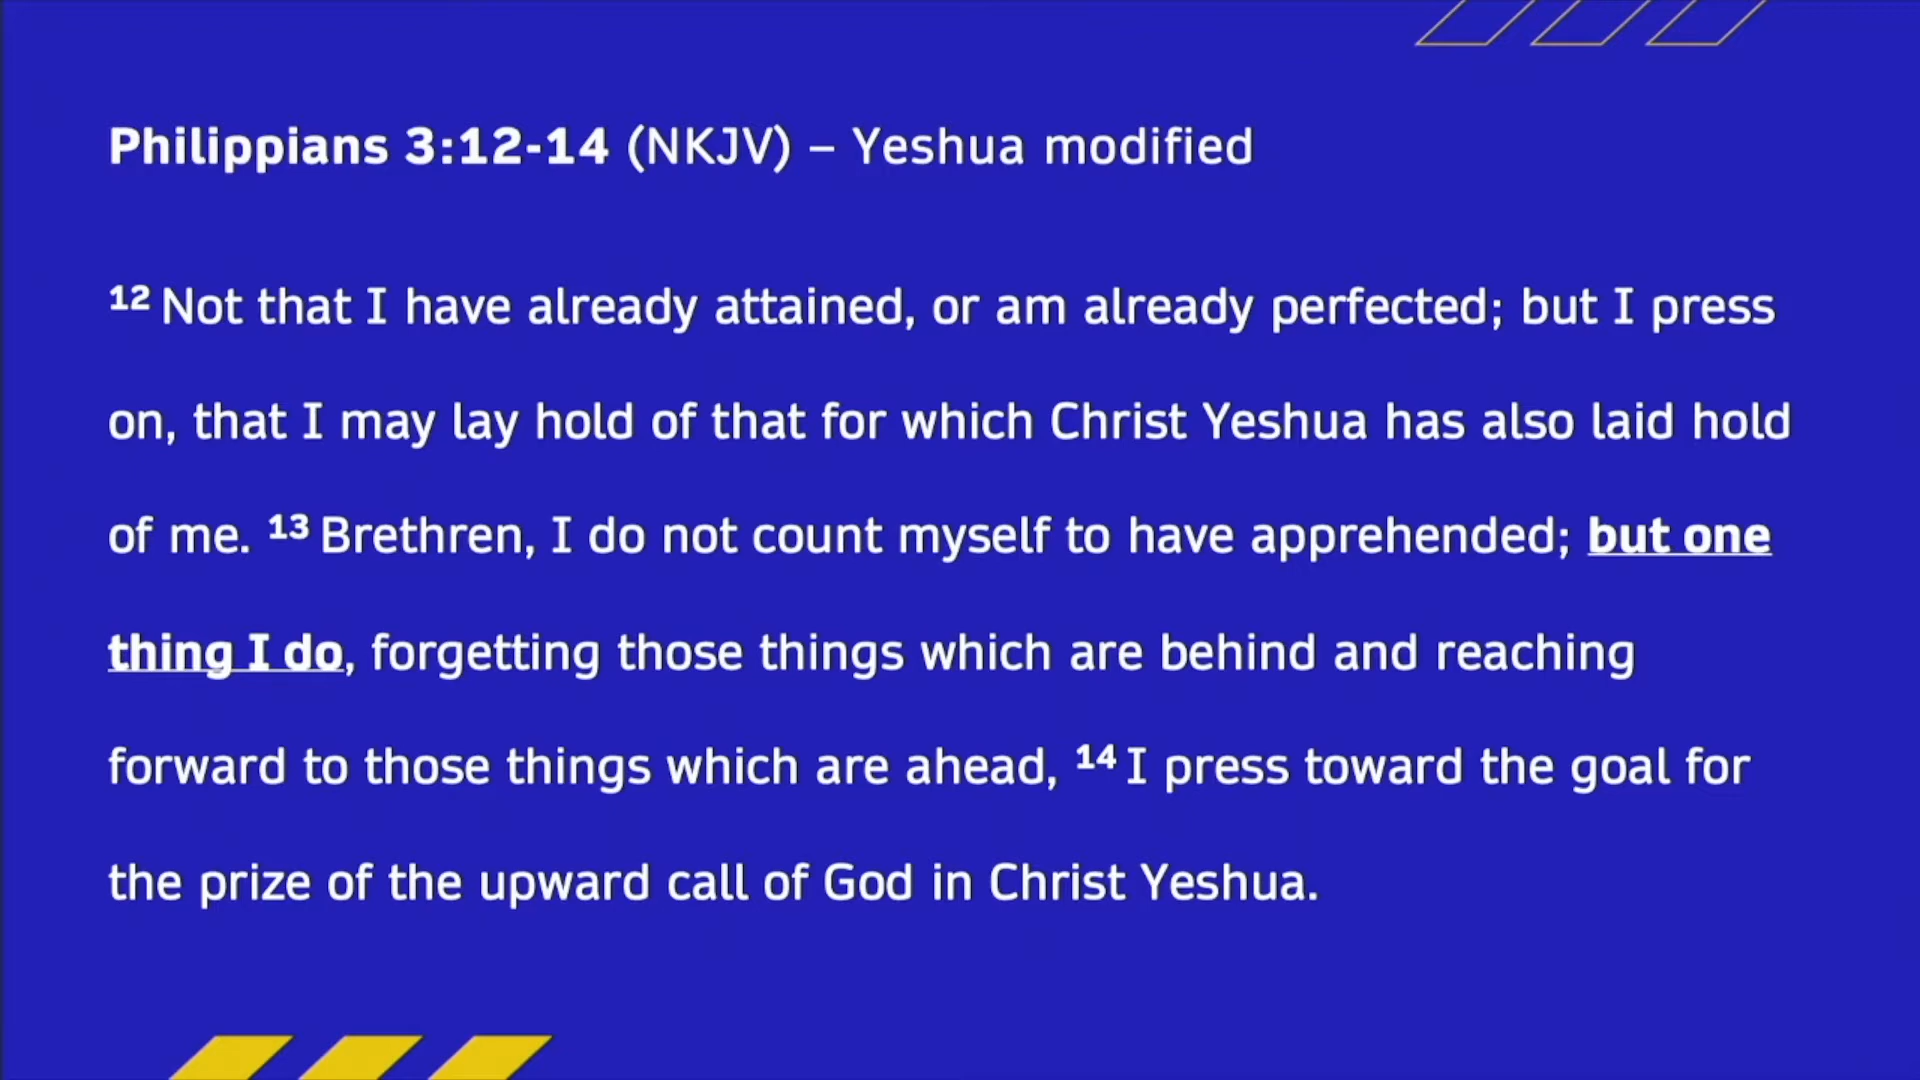 Philippians 3:12-14 (NKJV) – Yeshua modified
12 Not that I have already attained, or am already perfected; but I press
on, that I may lay hold of that for which Christ Yeshua has also laid hold
of me. 13 Brethren, I do not count myself to have apprehended; but one
thing I do, forgetting those things which are behind and reaching
forward to those things which are ahead, 14 I press toward the goal for
the prize of the upward call of God in Christ Yeshua.